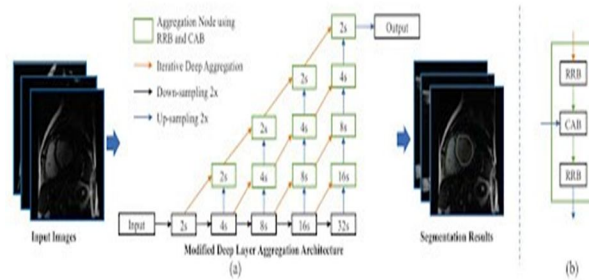 Aggregation Node using
RRB and CAB
Iterative Deep Aggregation
Down-sampling 2x
Up-sampling 2x
2s
Output
2s
4s
2s
4s
8s
2s
4s
8s
16s
Input
2s
4s
8s
16s
32s
Input Images
Modified Deep Layer Aggregation Architecture
Segmentation Results
(a)
RRB
CAB
RRB
(b)